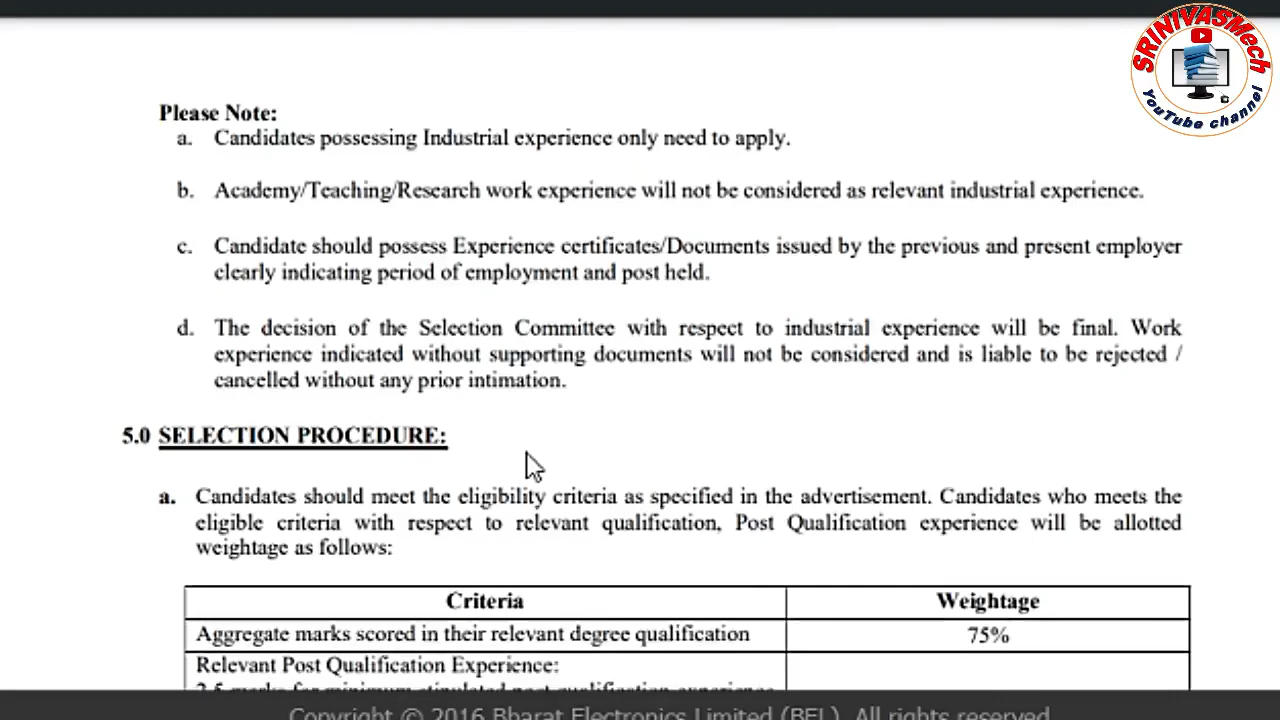 SRINIVASMech
YouTube channel
Please Note:
a. Candidates possessing Industrial experience only need to apply.
b. Academy/Teaching/Research work experience will not be considered as relevant industrial experience.
c. Candidate should possess Experience certificates/Documents issued by the previous and present employer
clearly indicating period of employment and post held.
d. The decision of the Selection Committee with respect to industrial experience will be final. Work
experience indicated without supporting documents will not be considered and is liable to be rejected /
cancelled without any prior intimation.
5.0 SELECTION PROCEDURE:
a. Candidates should meet the eligibility criteria as specified in the advertisement. Candidates who meets the
eligible criteria with respect to relevant qualification, Post Qualification experience will be allotted
weightage as follows:
Criteria Weightage
Aggregate marks scored in their relevant degree qualification 75%
Relevant Post Qualification Experience:
Copyright © 2016 Bharat Electronics Limited (BEL). All rights reserved